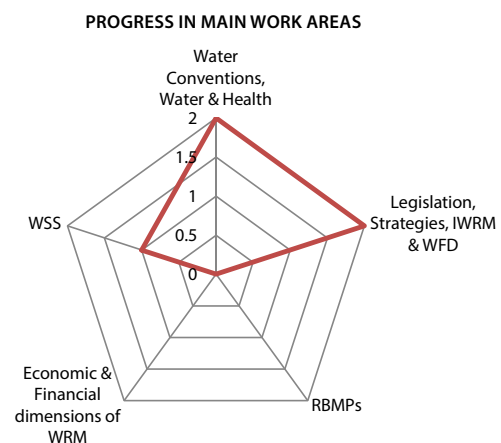 PROGRESS IN MAIN WORK AREAS
Water
Conventions,
Water & Health
2
1.5
1
0.5
0
Legislation,
Strategies, IWRM
& WFD
WSS
RBMPs
Economic &
Financial
dimensions of
WRM